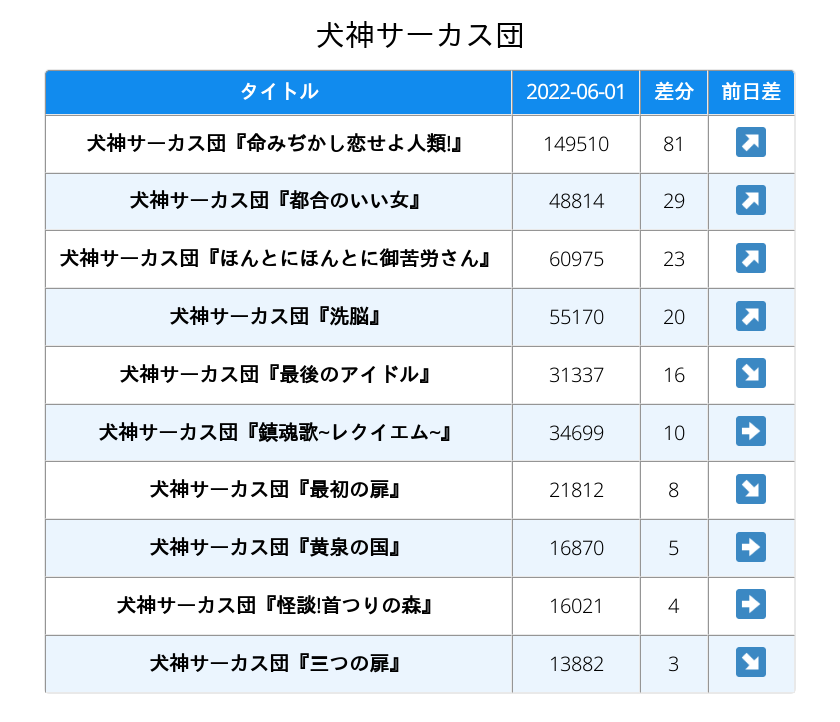 犬神サーカス団
タイトル 2022-06-01 差分 前日差
犬神サーカス団『命みぢかし恋せよ人類!』 149510 81 ↗
犬神サーカス団『都合のいい女』 48814 29 ↗
犬神サーカス団『ほんとにほんとに御苦労さん』 60975 23 ↗
犬神サーカス団『洗脳』 55170 20 ↗
犬神サーカス団『最後のアイドル』 31337 16 ↘
犬神サーカス団『鎮魂歌~レクイエム~』 34699 10 ➡
犬神サーカス団『最初の扉』 21812 8 ↘
犬神サーカス団『黄泉の国』 16870 5 ➡
犬神サーカス団『怪談!首つりの森』 16021 4 ➡
犬神サーカス団『三つの扉』 13882 3 ↘